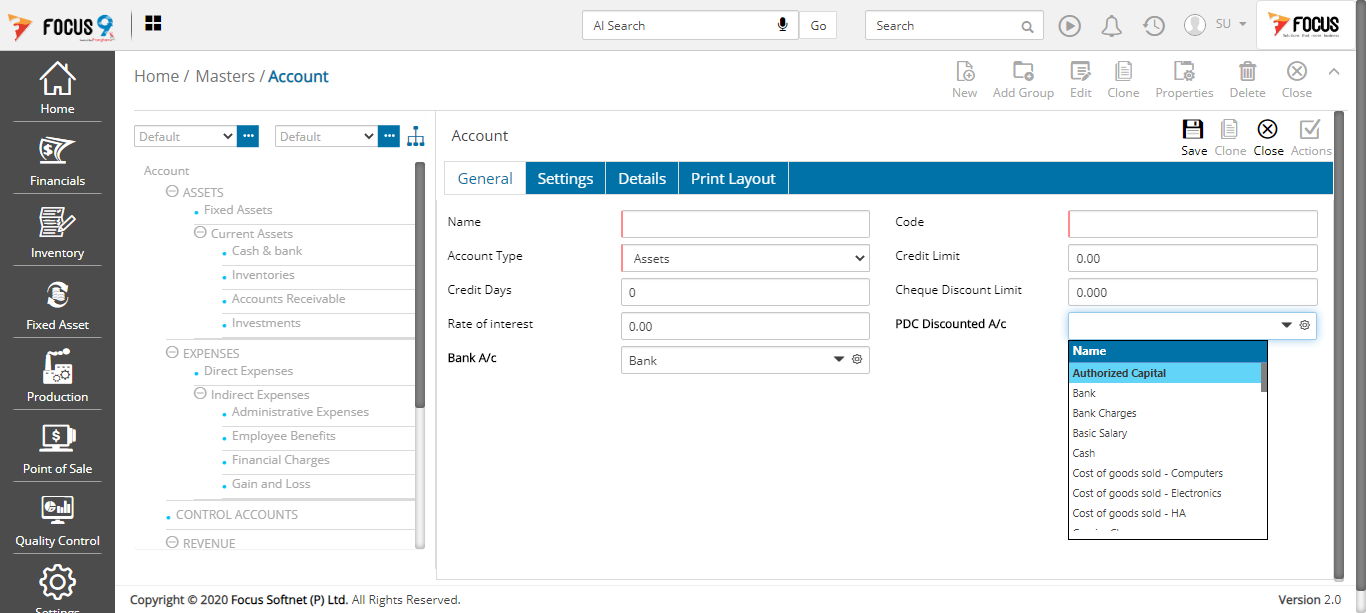 FOCUS 9
AI Search
Go
Search
SU
FOCUS
Home / Masters / Account
New
Add Group
Edit
Clone
Properties
Delete
Close
Home
Financials
Inventory
Fixed Asset
Production
Point of Sale
Quality Control
Settings
Default
Default
Account
ASSETS
Fixed Assets
Current Assets
Cash & bank
Inventories
Accounts Receivable
Investments
EXPENSES
Direct Expenses
Indirect Expenses
Administrative Expenses
Employee Benefits
Financial Charges
Gain and Loss
CONTROL ACCOUNTS
REVENUE
Account
Save
Clone
Close
Actions
General
Settings
Details
Print Layout
Name
Code
Account Type
Assets
Credit Limit
0.00
Credit Days
0
Cheque Discount Limit
0.000
Rate of interest
0.00
PDC Discounted A/c
Bank A/c
Bank
Name
Authorized Capital
Bank
Bank Charges
Basic Salary
Cash
Cost of goods sold - Computers
Cost of goods sold - Electronics
Cost of goods sold - HA
Copyright © 2020 Focus Softnet (P) Ltd. All Rights Reserved.
Version 2.0